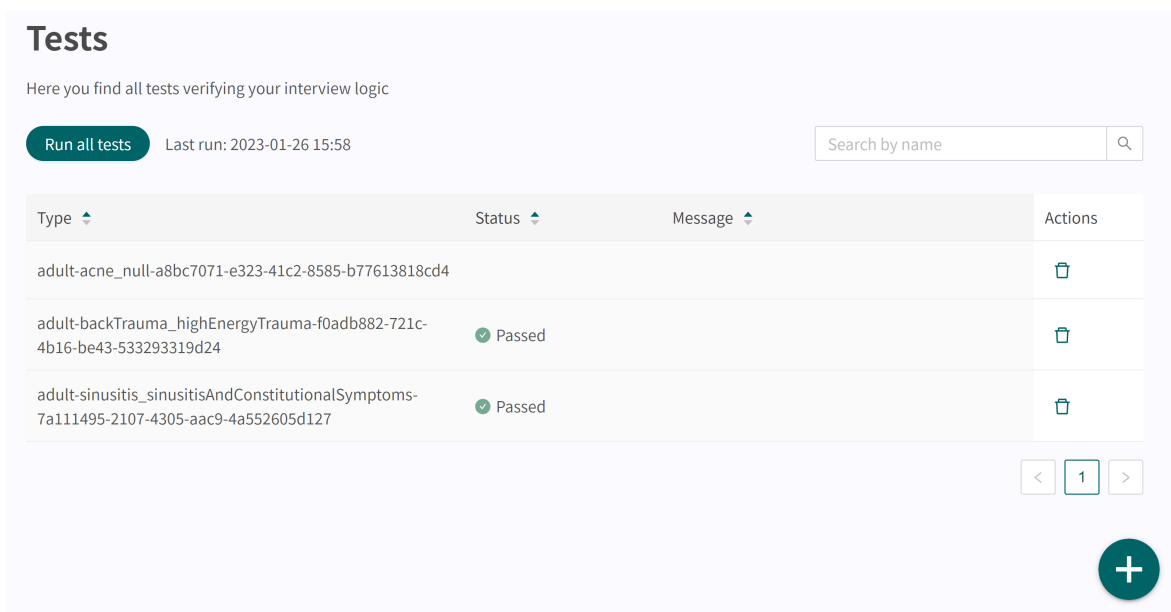 Tests
Here you find all tests verifying your interview logic
Run all tests
Last run: 2023-01-26 15:58
Search by name
Type
Status
Message
Actions
adult-acne_null-a8bc7071-e323-41c2-8585-b77613818cd4
adult-backTrauma_highEnergyTrauma-f0adb882-721c-
4b16-be43-533293319d24
Passed
adult-sinusitis_sinusitisAndConstitutionalSymptoms-
7a111495-2107-4305-aac9-4a552605d127
Passed
1